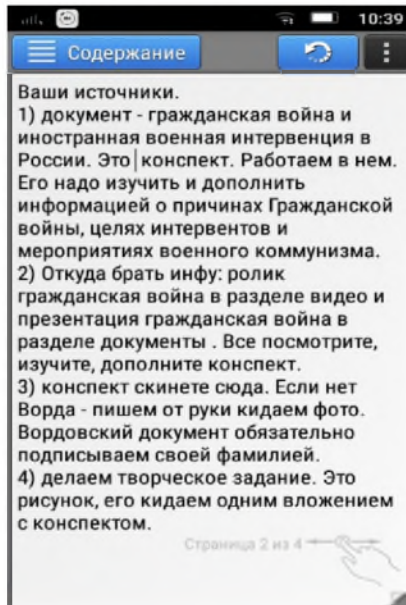 10:39
Содержание
Ваши источники.
1) документ - гражданская война и
иностранная военная интервенция в
России. Это конспект. Работаем в нем.
Его надо изучить и дополнить
информацией о причинах Гражданской
войны, целях интервентов и
мероприятиях военного коммунизма.
2) Откуда брать инфу: ролик
гражданская война в разделе видео и
презентация гражданская война в
разделе документы . Все посмотрите,
изучите, дополните конспект.
3) конспект скинете сюда. Если нет
Ворда - пишем от руки кидаем фото.
Вордовский документ обязательно
подписываем своей фамилией.
4) делаем творческое задание. Это
рисунок, его кидаем одним вложением
с конспектом.
Страница 2 из 4